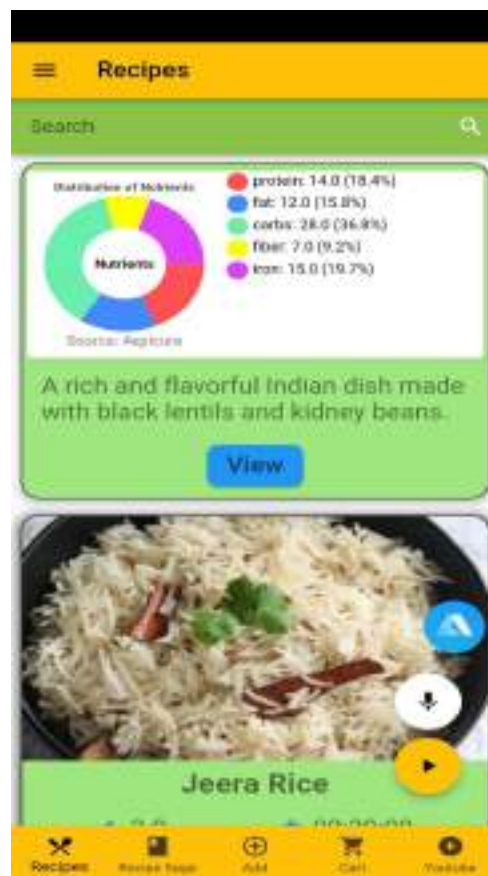 Recipes
Search
Distribution of Nutrients
protein: 14.0 (18.4%)
fat: 12.0 (15.8%)
carbs: 28.0 (36.8%)
fiber: 7.0 (9.2%)
iron: 15.0 (19.7%)
Nutrients
A rich and flavorful Indian dish made
with black lentils and kidney beans.
View
Jeera Rice
Recipes
Add
Cart
Youtube